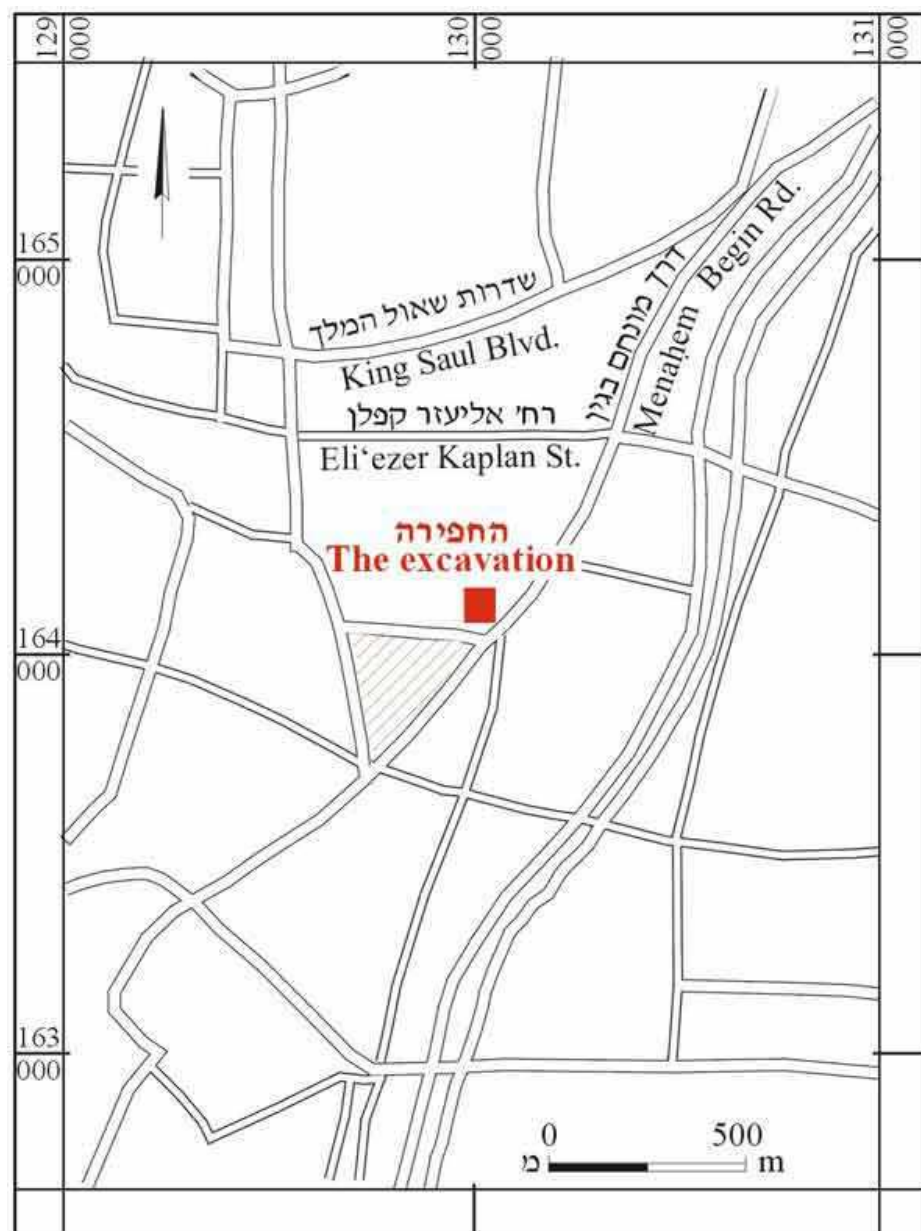 129
000
130
000
131
000
165
000
שדרות שאול המלך
King Saul Blvd.
דרך מונחם בגין
Menaḥem Begin Rd.
רח' אליעזר קפלן
Eli‘ezer Kaplan St.
החפירה
The excavation
164
000
163
000
0 500
מ m